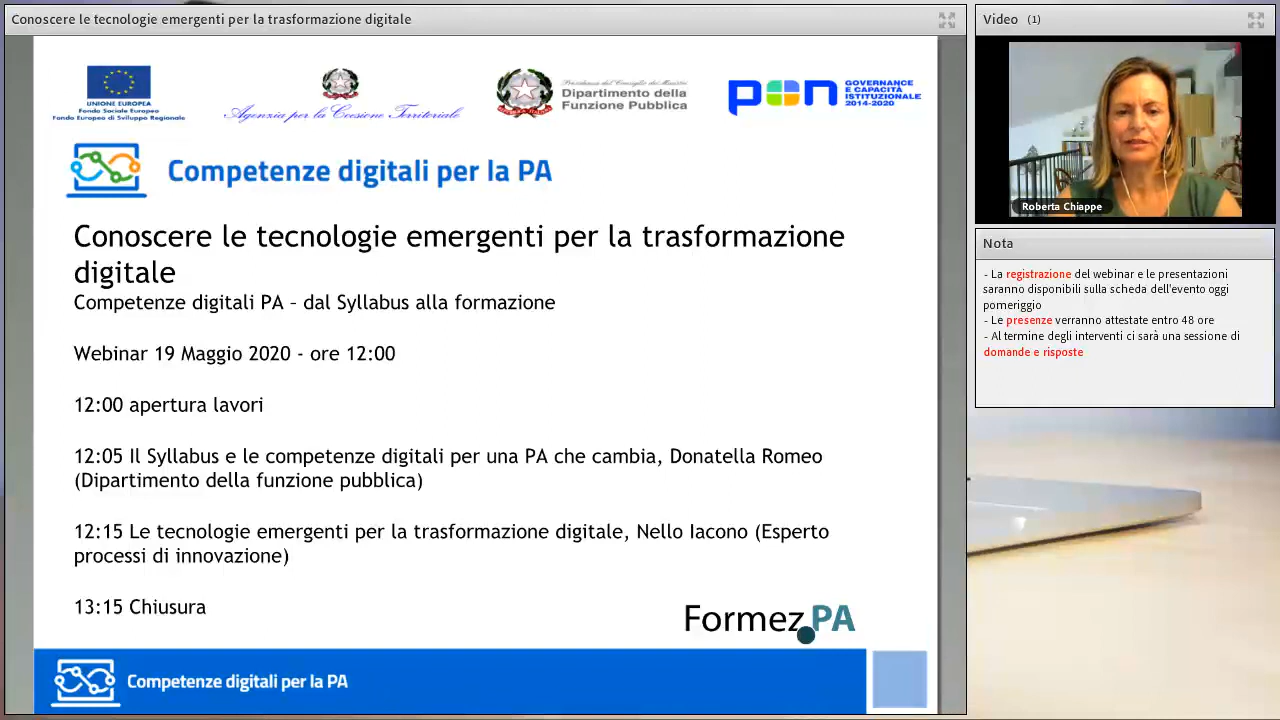 Conoscere le tecnologie emergenti per la trasformazione digitale
UNIONE EUROPEA
Fondo Sociale Europeo
Fondo Europeo di Sviluppo Regionale
Agenzia per la Coesione Territoriale
Presidenza del Consiglio dei Ministri
Dipartimento della
Funzione Pubblica
pon
GOVERNANCE
E CAPACITÀ
ISTITUZIONALE
2014-2020
Competenze digitali per la PA
Conoscere le tecnologie emergenti per la trasformazione
digitale
Competenze digitali PA – dal Syllabus alla formazione
Webinar 19 Maggio 2020 - ore 12:00
12:00 apertura lavori
12:05 Il Syllabus e le competenze digitali per una PA che cambia, Donatella Romeo
(Dipartimento della funzione pubblica)
12:15 Le tecnologie emergenti per la trasformazione digitale, Nello Iacono (Esperto
processi di innovazione)
13:15 Chiusura
Formez PA
Competenze digitali per la PA
Video (1)
Roberta Chiappe
Nota
- La registrazione del webinar e le presentazioni
saranno disponibili sulla scheda dell'evento oggi
pomeriggio
- Le presenze verranno attestate entro 48 ore
- Al termine degli interventi ci sarà una sessione di
domande e risposte